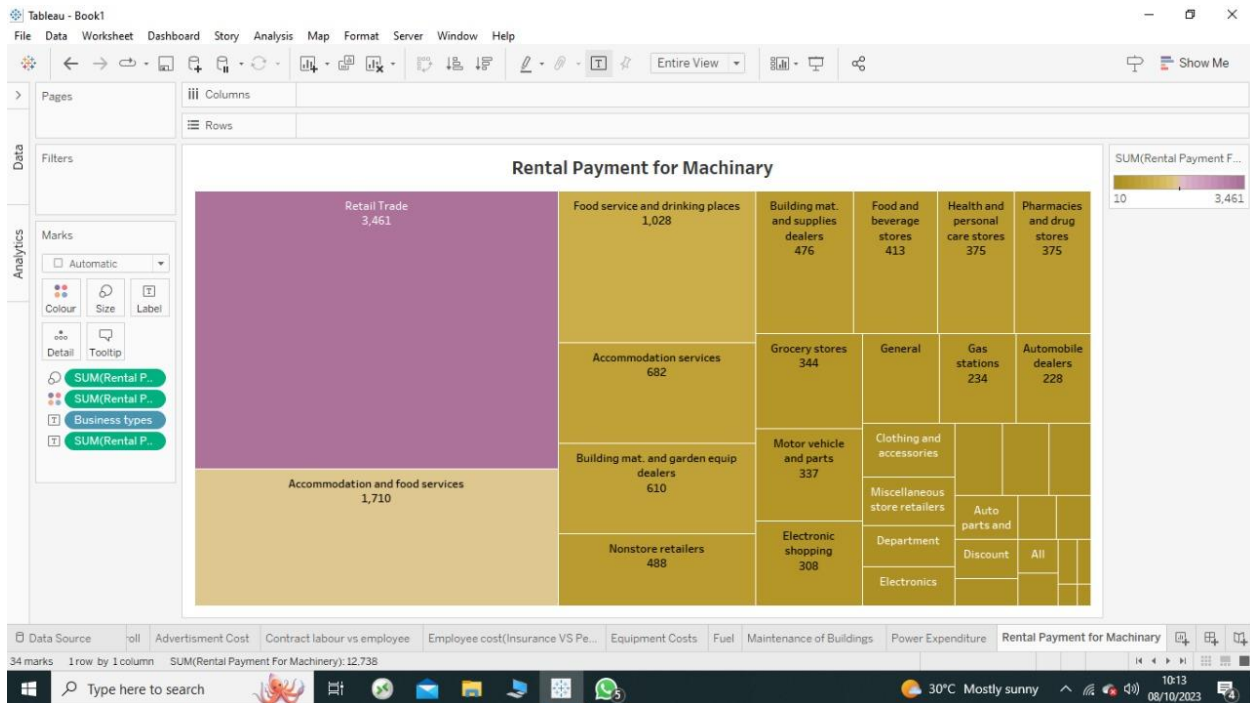 Tableau - Book1
File Data Worksheet Dashboard Story Analysis Map Format Server Window Help
Entire View
Show Me
Pages
Columns
Rows
Data
Analytics
Filters
Marks
Automatic
Colour Size Label
Detail Tooltip
SUM(Rental P..
SUM(Rental P..
Business types
SUM(Rental P..
Rental Payment for Machinary
Retail Trade
3,461
Accommodation and food services
1,710
Food service and drinking places
1,028
Accommodation services
682
Building mat. and garden equip
dealers
610
Nonstore retailers
488
Building mat.
and supplies
dealers
476
Food and
beverage
stores
413
Health and
personal
care stores
375
Pharmacies
and drug
stores
375
Grocery stores
344
General
Gas
stations
234
Automobile
dealers
228
Motor vehicle
and parts
337
Electronic
shopping
308
Clothing and
accessories
Miscellaneous
store retailers
Department
Electronics
Auto
parts and
Discount
All
SUM(Rental Payment F...
10 3,461
Data Source
roll
Advertisment Cost
Contract labour vs employee
Employee cost(Insurance VS Pe...
Equipment Costs
Fuel
Maintenance of Buildings
Power Expenditure
Rental Payment for Machinary
34 marks 1 row by 1 column SUM(Rental Payment For Machinery): 12,738
Type here to search
5
30°C Mostly sunny
10:13
08/10/2023
4